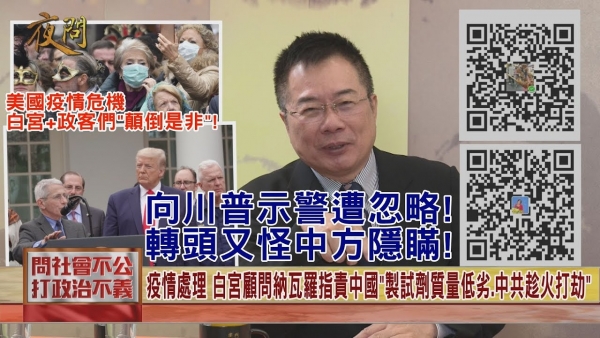 夜問
美國疫情危機
白宮+政客們"顛倒是非"!
向川普示警遭忽略!
轉頭又怪中方隱瞞!
問社會不公
打政治不義
疫情處理 白宮顧問納瓦羅指責中國"製試劑質量低劣.中共趁火打劫"